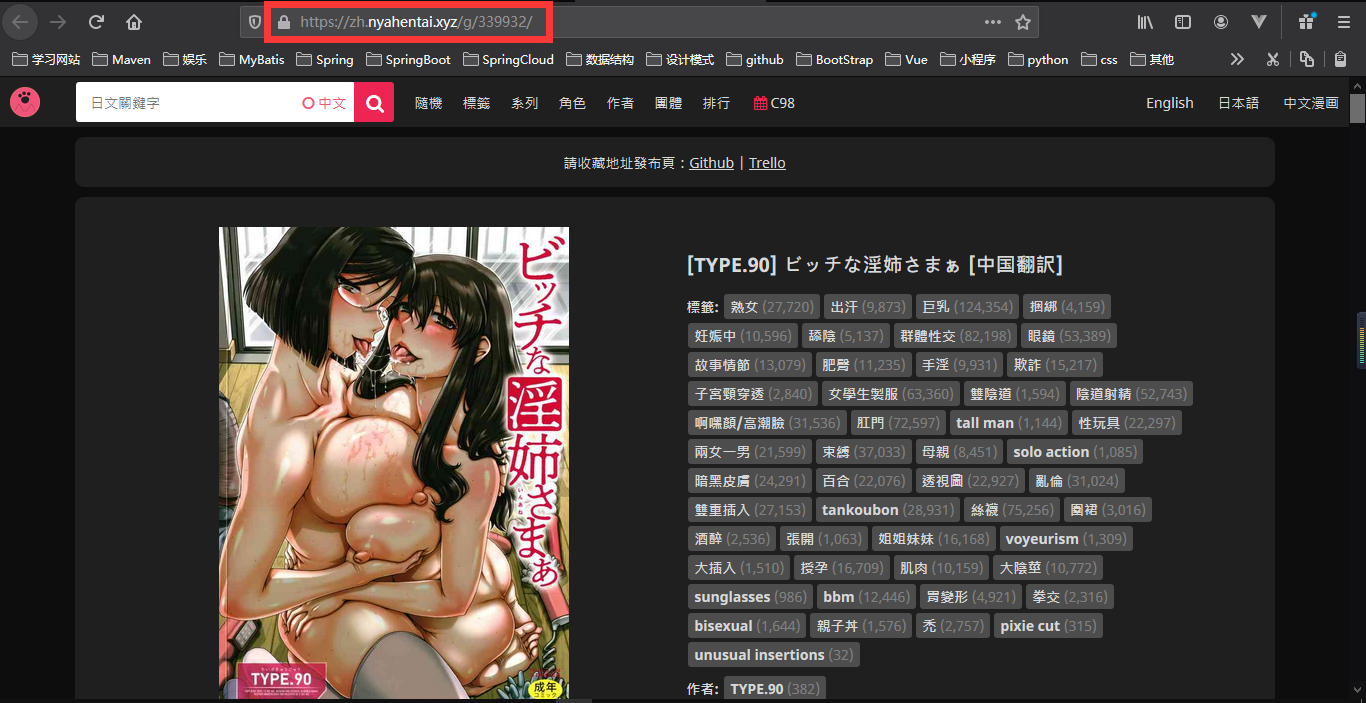 https://zh.nyahentai.xyz/g/339932/
学习网站 Maven 娱乐 MyBatis Spring SpringBoot SpringCloud 数据结构 设计模式 github BootStrap Vue 小程序 python css 其他
日文關鍵字 中文 隨機 標籤 系列 角色 作者 團體 排行 C98 English 日本語 中文漫画
請收藏地址發布頁：Github | Trello
ビッチな淫姉さまぁ
いんあね
TYPE.90
成年
コミック
[TYPE.90] ビッチな淫姉さまぁ [中国翻訳]
標籤: 熟女 (27,720) 出汗 (9,873) 巨乳 (124,354) 捆綁 (4,159)
妊娠中 (10,596) 舔陰 (5,137) 群體性交 (82,198) 眼鏡 (53,389)
故事情節 (13,079) 肥臀 (11,235) 手淫 (9,931) 欺詐 (15,217)
子宮頸穿透 (2,840) 女學生製服 (63,360) 雙陰道 (1,594) 陰道射精 (52,743)
啊嘿顏/高潮臉 (31,536) 肛門 (72,597) tall man (1,144) 性玩具 (22,297)
兩女一男 (21,599) 束縛 (37,033) 母親 (8,451) solo action (1,085)
暗黑皮膚 (24,291) 百合 (22,076) 透視圖 (22,927) 亂倫 (31,024)
雙重插入 (27,153) tankoubon (28,931) 絲襪 (75,256) 圍裙 (3,016)
酒醉 (2,536) 張開 (1,063) 姐姐妹妹 (16,168) voyeurism (1,309)
大插入 (1,510) 授孕 (16,709) 肌肉 (10,159) 大陰莖 (10,772)
sunglasses (986) bbm (12,446) 胃變形 (4,921) 拳交 (2,316)
bisexual (1,644) 親子丼 (1,576) 禿 (2,757) pixie cut (315)
unusual insertions (32)
作者: TYPE.90 (382)